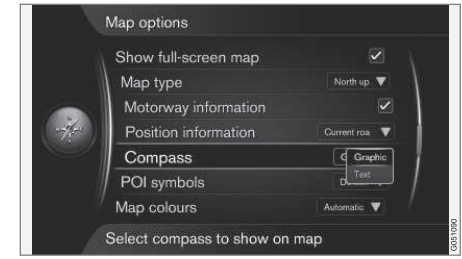 Map options
Show full-screen map
Map type North up
Motorway information
Position information Current roa
Compass G Graphic
Text
POI symbols
Map colours Automatic
Select compass to show on map
G051090